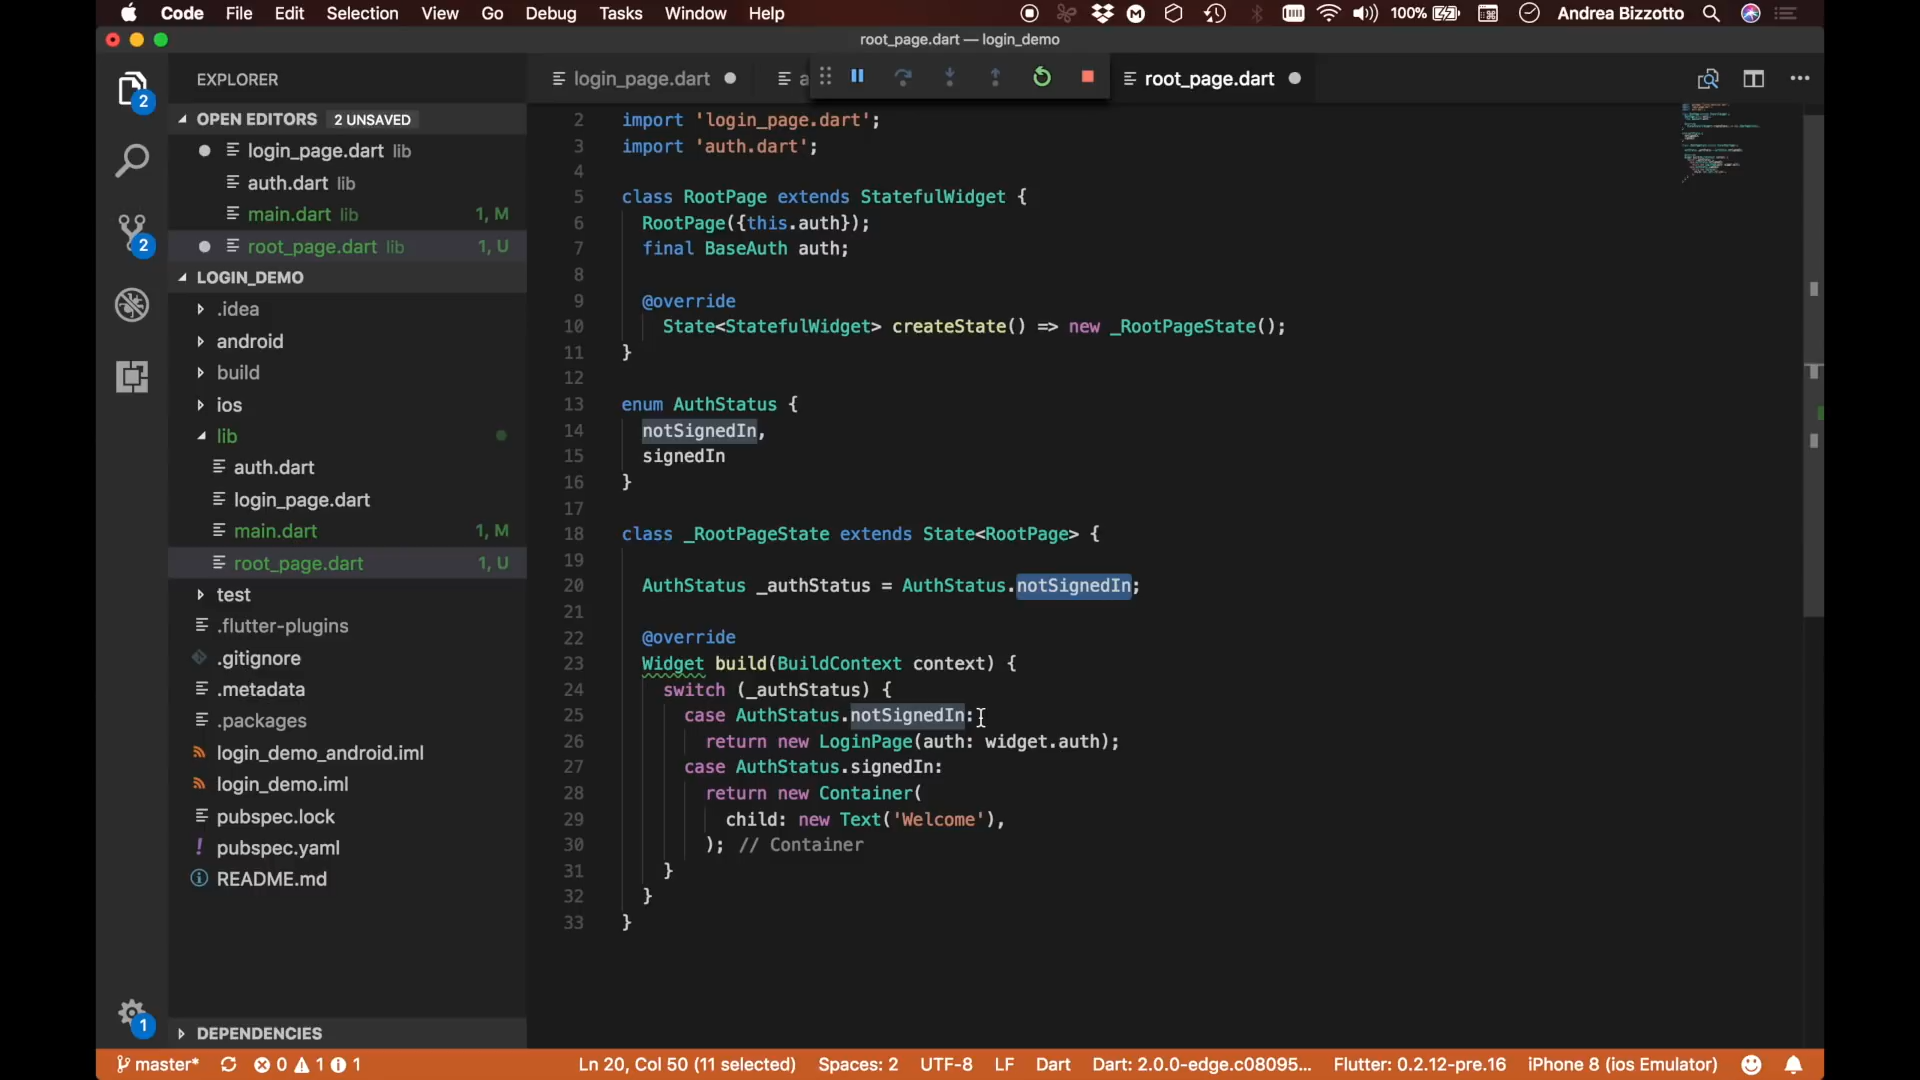 Code File Edit Selection View Go Debug Tasks Window Help 100% Andrea Bizzotto
root_page.dart — login_demo
EXPLORER
login_page.dart
a
root_page.dart
OPEN EDITORS 2 UNSAVED
login_page.dart lib
auth.dart lib
main.dart lib 1, M
root_page.dart lib 1, U
LOGIN_DEMO
.idea
android
build
ios
lib
auth.dart
login_page.dart
main.dart 1, M
root_page.dart 1, U
test
.flutter-plugins
.gitignore
.metadata
.packages
login_demo_android.iml
login_demo.iml
pubspec.lock
pubspec.yaml
README.md
DEPENDENCIES
2
2
1
2 import 'login_page.dart';
3 import 'auth.dart';
4
5 class RootPage extends StatefulWidget {
6 RootPage({this.auth});
7 final BaseAuth auth;
8
9 @override
10 State<StatefulWidget> createState() => new _RootPageState();
11 }
12
13 enum AuthStatus {
14 notSignedIn,
15 signedIn
16 }
17
18 class _RootPageState extends State<RootPage> {
19
20 AuthStatus _authStatus = AuthStatus.notSignedIn;
21
22 @override
23 Widget build(BuildContext context) {
24 switch (_authStatus) {
25 case AuthStatus.notSignedIn:
26 return new LoginPage(auth: widget.auth);
27 case AuthStatus.signedIn:
28 return new Container(
29 child: new Text('Welcome'),
30 ); // Container
31 }
32 }
33 }
master* 0 1 1 Ln 20, Col 50 (11 selected) Spaces: 2 UTF-8 LF Dart Dart: 2.0.0-edge.c08095... Flutter: 0.2.12-pre.16 iPhone 8 (ios Emulator)